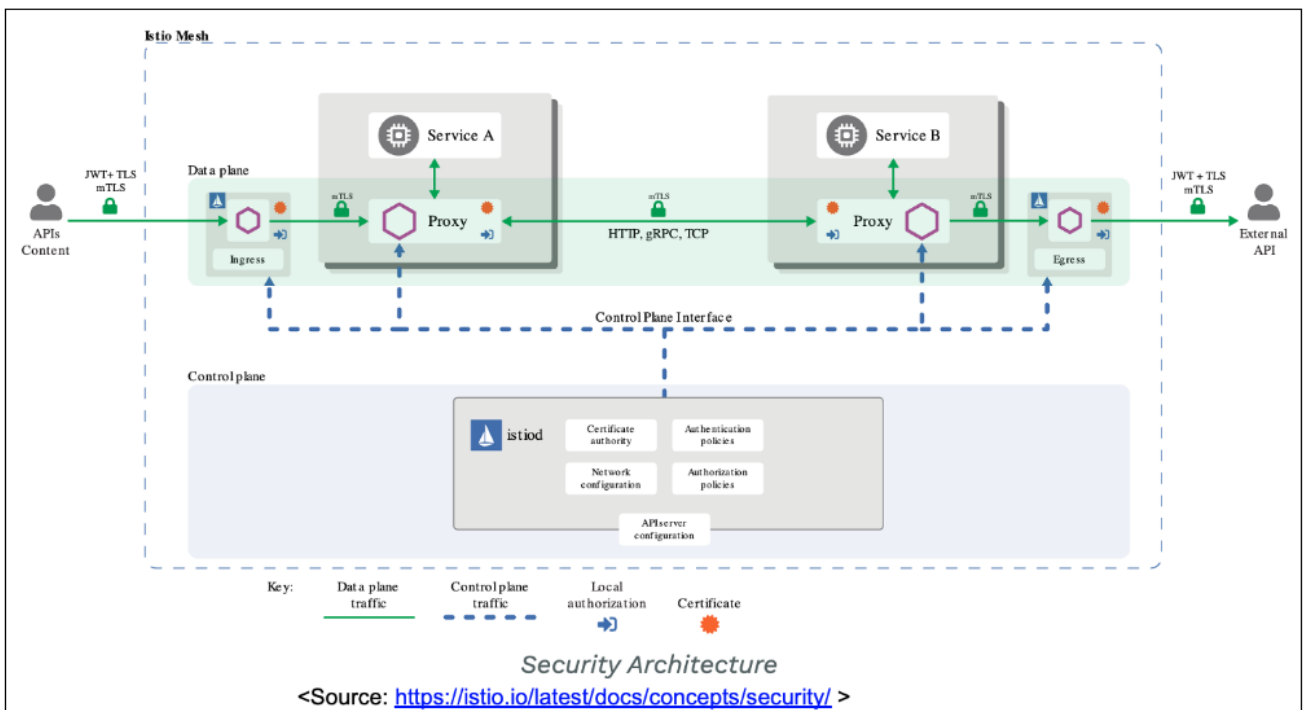 Istio Mesh
Service A
Service B
Data plane
JWT+ TLS
mTLS
APIs
Content
Ingress
mTLS
Proxy
mTLS
HTTP, gRPC, TCP
Proxy
mTLS
Egress
JWT + TLS
mTLS
External
API
Control Plane Interface
Control plane
istiod
Certificate
authority
Authentication
policies
Network
configuration
Authorization
policies
API server
configuration
Key:
Data plane
traffic
Control plane
traffic
Local
authorization
Certificate
Security Architecture
<Source: https://istio.io/latest/docs/concepts/security/ >